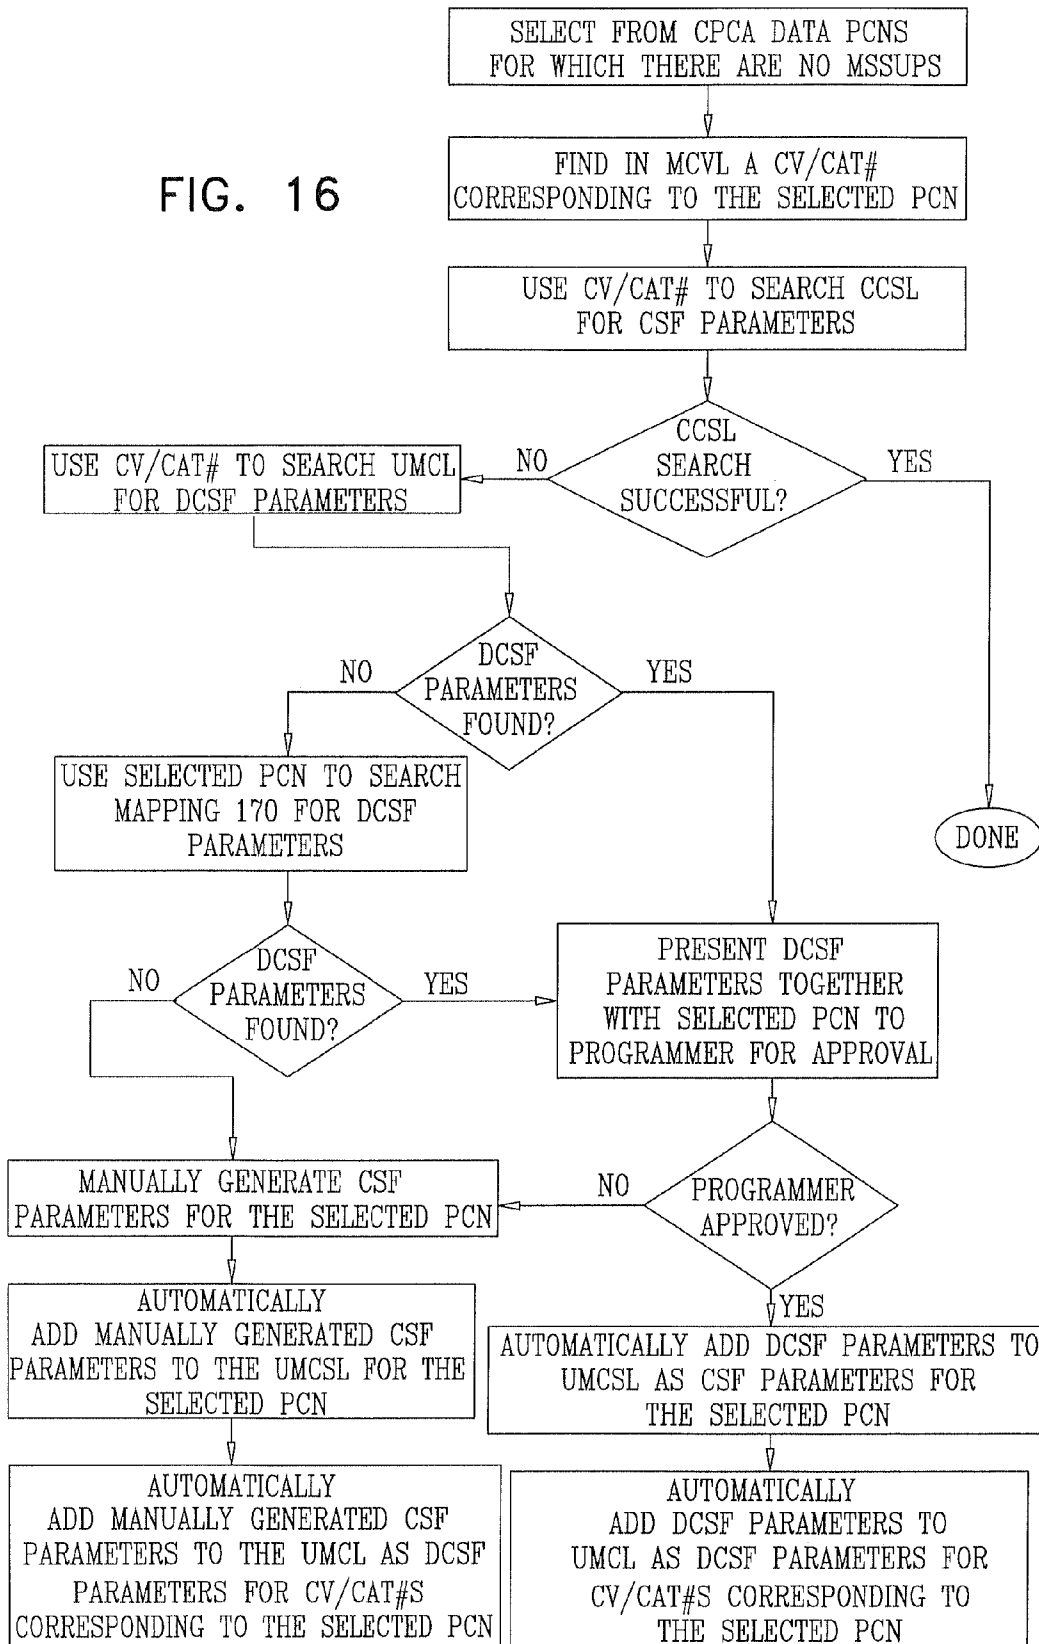 SELECT FROM CPCA DATA PCNS
FOR WHICH THERE ARE NO MSSUPS
FIG. 16
FIND IN MCVL A CV/CAT#
CORRESPONDING TO THE SELECTED PCN
USE CV/CAT# TO SEARCH CCSL
FOR CSF PARAMETERS
CCSL
SEARCH
SUCCESSFUL?
NO
YES
USE CV/CAT# TO SEARCH UMCL
FOR DCSF PARAMETERS
DCSF
PARAMETERS
FOUND?
NO
YES
USE SELECTED PCN TO SEARCH
MAPPING 170 FOR DCSF
PARAMETERS
DONE
DCSF
PARAMETERS
FOUND?
NO
YES
PRESENT DCSF
PARAMETERS TOGETHER
WITH SELECTED PCN TO
PROGRAMMER FOR APPROVAL
MANUALLY GENERATE CSF
PARAMETERS FOR THE SELECTED PCN
NO
PROGRAMMER
APPROVED?
YES
AUTOMATICALLY
ADD MANUALLY GENERATED CSF
PARAMETERS TO THE UMCSL FOR THE
SELECTED PCN
AUTOMATICALLY ADD DCSF PARAMETERS TO
UMCSL AS CSF PARAMETERS FOR
THE SELECTED PCN
AUTOMATICALLY
ADD MANUALLY GENERATED CSF
PARAMETERS TO THE UMCL AS DCSF
PARAMETERS FOR CV/CAT#S
CORRESPONDING TO THE SELECTED PCN
AUTOMATICALLY
ADD DCSF PARAMETERS TO
UMCL AS DCSF PARAMETERS FOR
CV/CAT#S CORRESPONDING TO
THE SELECTED PCN